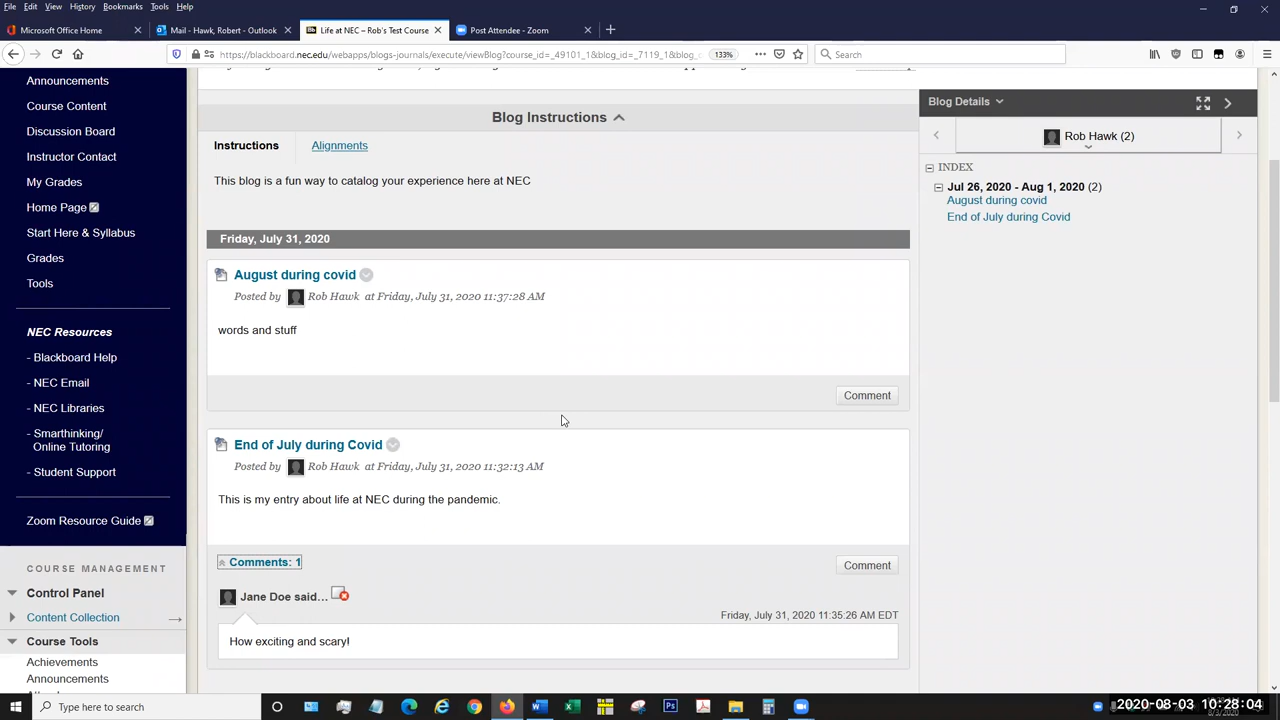 File Edit View History Bookmarks Tools Help
Microsoft Office Home
Mail - Hawk, Robert - Outlook
Life at NEC – Rob's Test Course
Post Attendee - Zoom
https://blackboard.nec.edu/webapps/blogs-journals/execute/viewBlog?course_id=_49101_1&blog_id=_7119_1&blog_
133%
Search
Announcements
Course Content
Discussion Board
Instructor Contact
My Grades
Home Page
Start Here & Syllabus
Grades
Tools
NEC Resources
- Blackboard Help
- NEC Email
- NEC Libraries
- Smarthinking/
Online Tutoring
- Student Support
Zoom Resource Guide
COURSE MANAGEMENT
Control Panel
Content Collection
Course Tools
Achievements
Announcements
Blog Instructions
Instructions
Alignments
This blog is a fun way to catalog your experience here at NEC
Friday, July 31, 2020
August during covid
Posted by Rob Hawk at Friday, July 31, 2020 11:37:28 AM
words and stuff
Comment
End of July during Covid
Posted by Rob Hawk at Friday, July 31, 2020 11:32:13 AM
This is my entry about life at NEC during the pandemic.
Comments: 1
Comment
Jane Doe said...
Friday, July 31, 2020 11:35:26 AM EDT
How exciting and scary!
Blog Details
Rob Hawk (2)
INDEX
Jul 26, 2020 - Aug 1, 2020 (2)
August during covid
End of July during Covid
Type here to search
2020-08-03 10:28:04